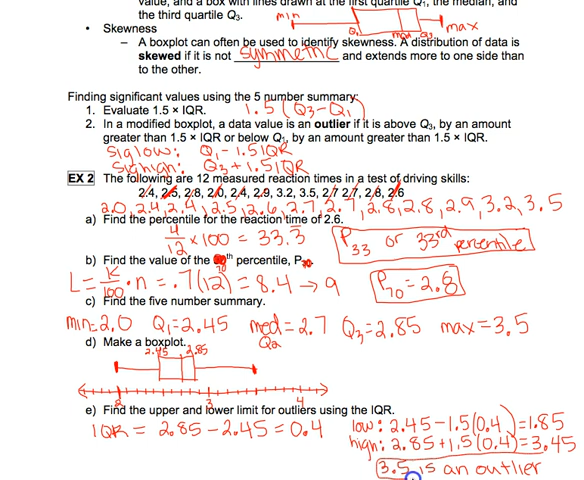 value, and a box with lines drawn at the first quartile Q₁, the median, and
the third quartile Q₃.
min
Q₁ med Q₃ max
• Skewness
– A boxplot can often be used to identify skewness. A distribution of data is
skewed if it is not symmetric and extends more to one side than
to the other.
Finding significant values using the 5 number summary:
1. Evaluate 1.5 × IQR. 1.5(Q₃-Q₁)
2. In a modified boxplot, a data value is an outlier if it is above Q₃, by an amount
greater than 1.5 × IQR or below Q₁, by an amount greater than 1.5 × IQR.
siglow: Q₁-1.5IQR
sighigh: Q₃+1.5IQR
EX 2 The following are 12 measured reaction times in a test of driving skills:
2.4, 2.5, 2.8, 2.0, 2.4, 2.9, 3.2, 3.5, 2.7 2.7, 2.8, 2.6
2.0, 2.4, 2.4, 2.5, 2.6, 2.7, 2.7, 2.8, 2.8, 2.9, 3.2, 3.5
a) Find the percentile for the reaction time of 2.6.
4/12 × 100 = 33.3̅ P₃₃ or 33rd percentile
b) Find the value of the 70th percentile, P₇₀.
L = K/100 · n = .7(12) = 8.4 → 9 P₇₀ = 2.8
c) Find the five number summary.
min=2.0 Q₁=2.45 med=2.7 Q₃=2.85 max=3.5
Q₂
d) Make a boxplot.
2.45 2.85
2 3 4
e) Find the upper and lower limit for outliers using the IQR.
IQR = 2.85-2.45=0.4 low: 2.45-1.5(0.4)=1.85
high: 2.85+1.5(0.4)=3.45
3.5 is an outlier